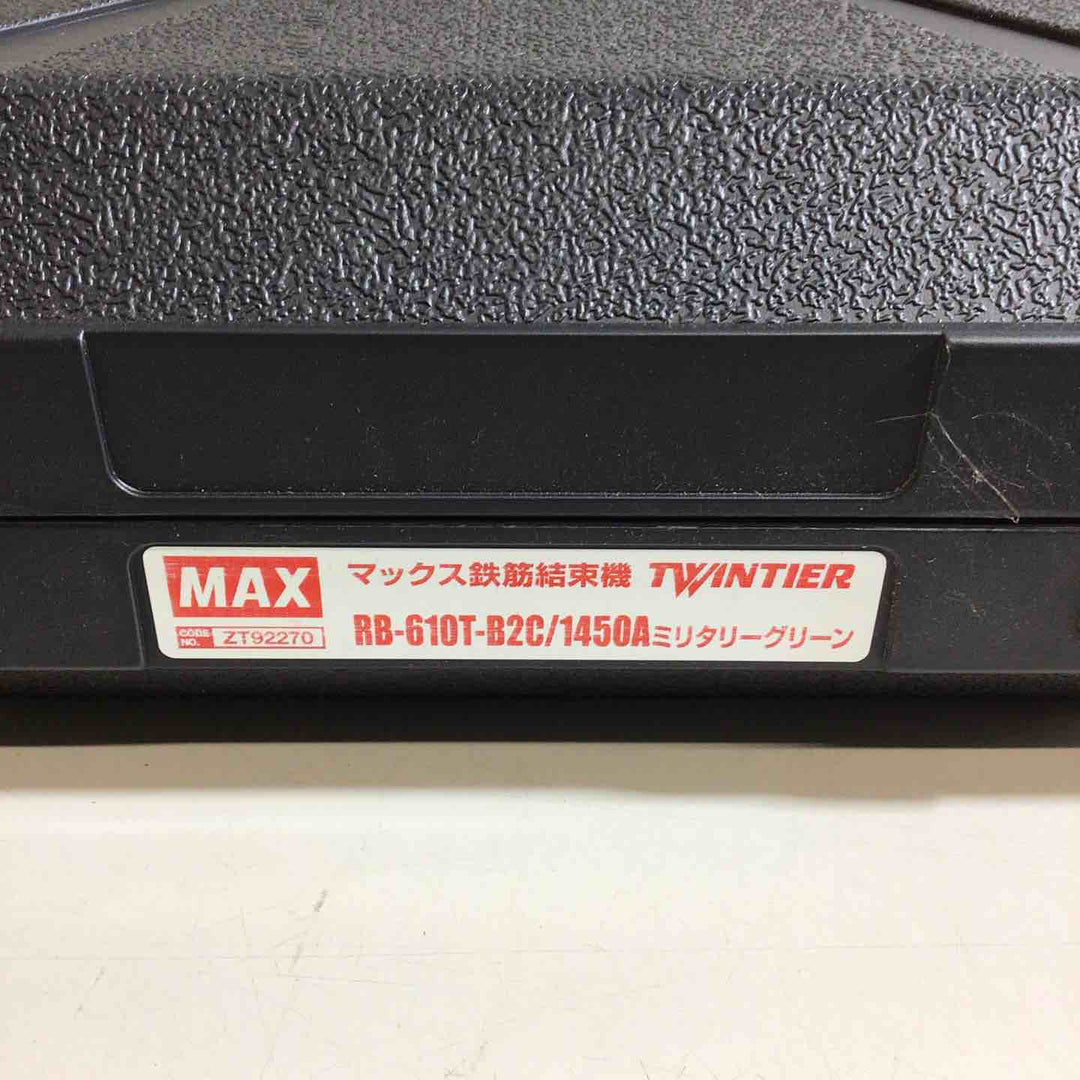 MAX マックス鉄筋結束機 TWINTIER
CODE NO. ZT92270 RB-610T-B2C/1450Aミリタリーグリーン